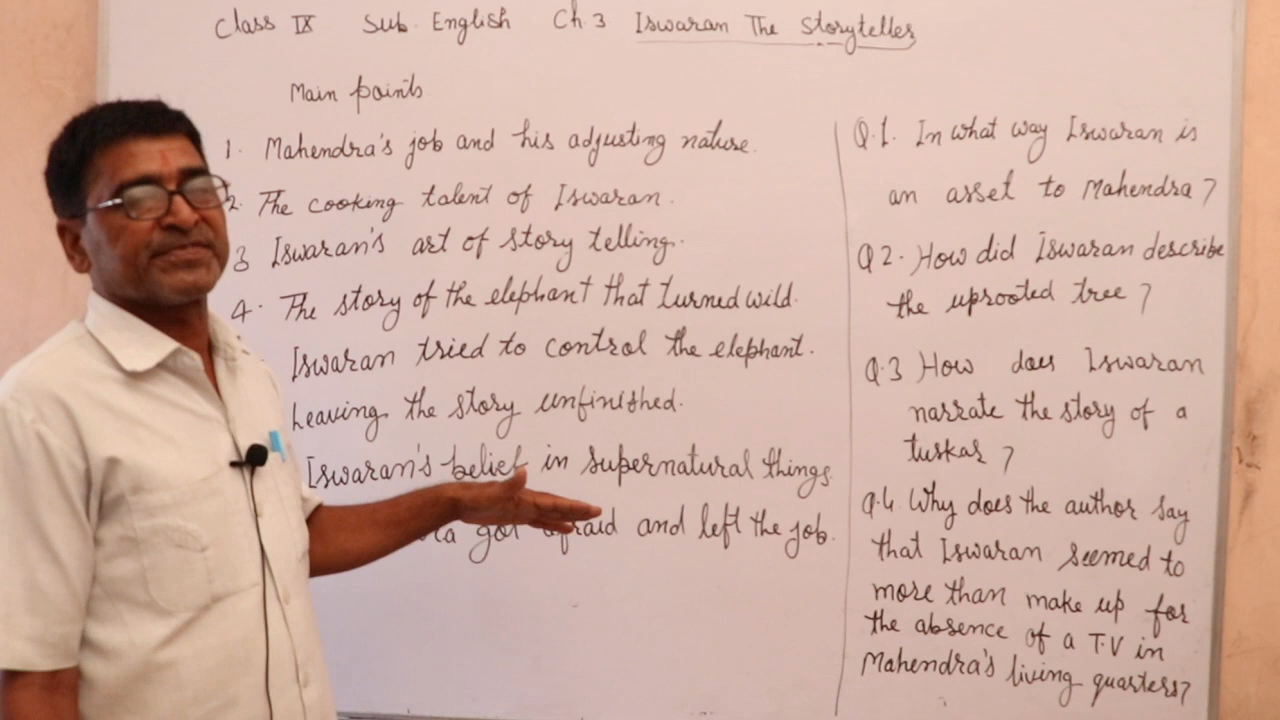 Class IX Sub. English Ch. 3 Iswaran The Storyteller
Main points
1. Mahendra's job and his adjusting nature.
2. The cooking talent of Iswaran.
3 Iswaran's art of story telling.
4. The story of the elephant that turned wild.
Iswaran tried to control the elephant.
Leaving the story unfinished.
Iswaran's belief in supernatural things.
got afraid and left the job.
Q.1. In what way Iswaran is
an asset to Mahendra?
Q 2. How did Iswaran describe
the uprooted tree?
Q.3 How does Iswaran
narrate the story of a
tuskar?
Q.4. Why does the author say
that Iswaran seemed to
more than make up for
the absence of a T.V in
Mahendra's living quarters?